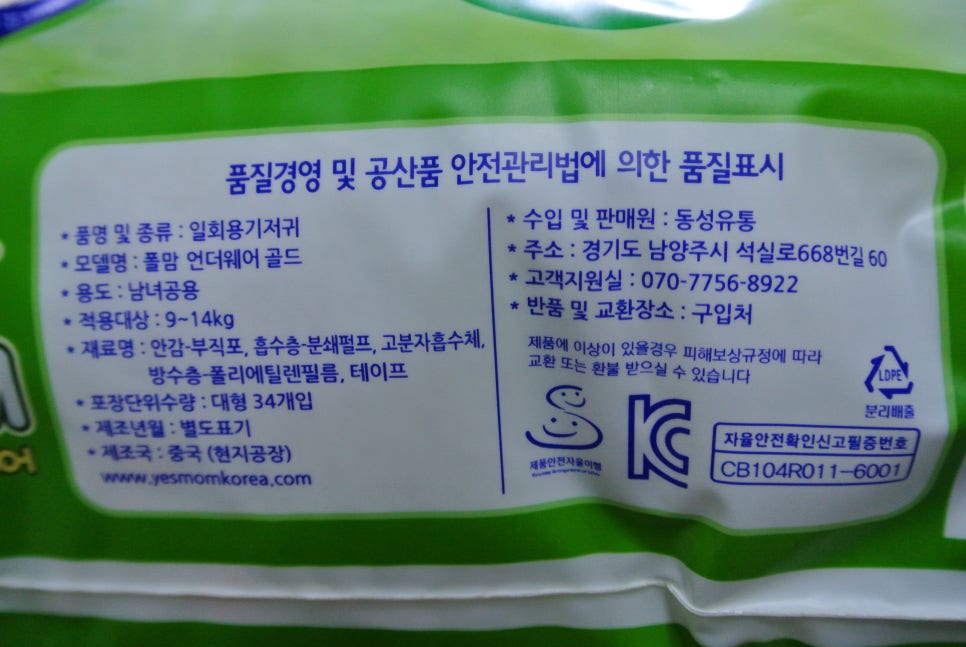 품질경영 및 공산품 안전관리법에 의한 품질표시
* 품명 및 종류 : 일회용기저귀
* 모델명 : 폴맘 언더웨어 골드
* 용도 : 남녀공용
* 적용대상 : 9~14kg
* 재료명 : 안감-부직포, 흡수층-분쇄펄프, 고분자흡수체,
방수층-폴리에틸렌필름, 테이프
* 포장단위수량 : 대형 34개입
* 제조년월 : 별도표기
* 제조국 : 중국 (현지공장)
www.yesmomkorea.com
* 수입 및 판매원 : 동성유통
* 주소 : 경기도 남양주시 석실로668번길 60
* 고객지원실 : 070-7756-8922
* 반품 및 교환장소 : 구입처
제품에 이상이 있을경우 피해보상규정에 따라
교환 또는 환불 받으실 수 있습니다
LDPE
분리배출
제품안전자율이행
KC
자율안전확인신고필증번호
CB104R011-6001
어